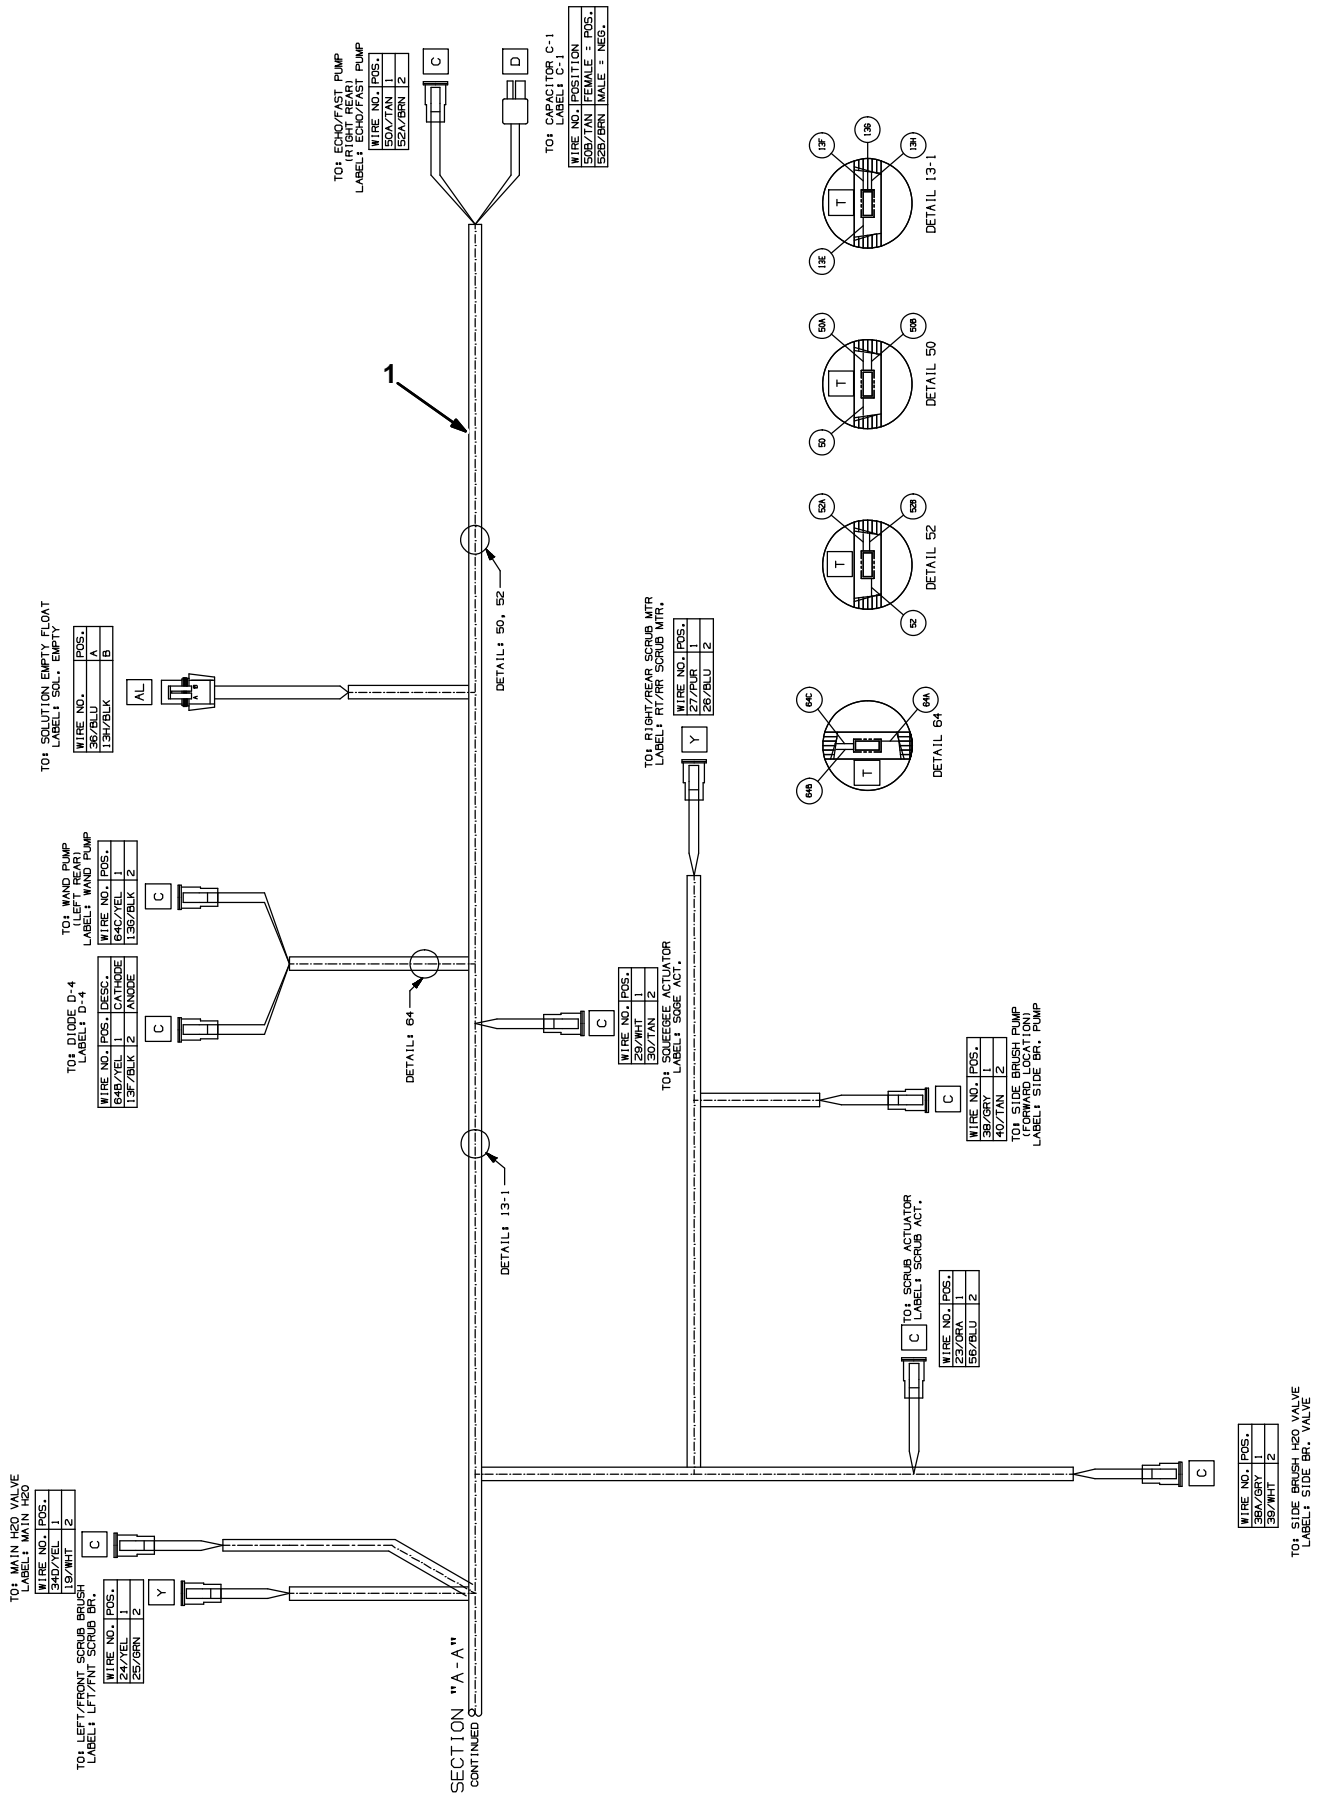 TO: MAIN H2O VALVE
LABEL: MAIN H2O
WIRE NO. POS.
34D/YEL 1
19/WHT 2
C
TO: LEFT/FRONT SCRUB BRUSH
LABEL: LFT/FNT SCRUB BR.
WIRE NO. POS.
24/YEL 1
25/GRN 2
Y
SECTION "A-A"
CONTINUED
TO: DIODE D-4
LABEL: D-4
WIRE NO. POS. DESC.
64B/YEL 1 CATHODE
13F/BLK 2 ANODE
C
TO: WAND PUMP
(LEFT REAR)
LABEL: WAND PUMP
WIRE NO. POS.
64C/YEL 1
13G/BLK 2
C
DETAIL: 64
DETAIL: 13-1
TO: SOLUTION EMPTY FLOAT
LABEL: SOL. EMPTY
WIRE NO. POS.
36/BLU A
13H/BLK B
AL
A B
DETAIL: 50, 52
1
TO: ECHO/FAST PUMP
(RIGHT REAR)
LABEL: ECHO/FAST PUMP
WIRE NO. POS.
50A/TAN 1
52A/BRN 2
C
D
TO: CAPACITOR C-1
LABEL: C-1
WIRE NO. POSITION
50B/TAN FEMALE = POS.
52B/BRN MALE = NEG.
C
WIRE NO. POS.
29/WHT 1
30/TAN 2
TO: SQUEEGEE ACTUATOR
LABEL: SQGE ACT.
TO: RIGHT/REAR SCRUB MTR
LABEL: RT/RR SCRUB MTR.
WIRE NO. POS.
27/PUR 1
26/BLU 2
Y
C
WIRE NO. POS.
38/GRY 1
40/TAN 2
TO: SIDE BRUSH PUMP
(FORWARD LOCATION)
LABEL: SIDE BR. PUMP
TO: SCRUB ACTUATOR
LABEL: SCRUB ACT.
C
WIRE NO. POS.
23/ORA 1
56/BLU 2
C
WIRE NO. POS.
38A/GRY 1
39/WHT 2
TO: SIDE BRUSH H2O VALVE
LABEL: SIDE BR. VALVE
64B
64C
T
64A
DETAIL 64
52A
T
52
52B
DETAIL 52
50
50A
T
50B
DETAIL 50
13E
13F
T
13G
13H
DETAIL 13-1